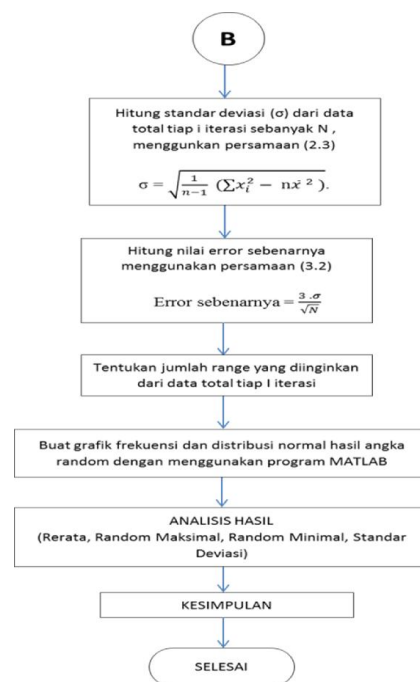 B
Hitung standar deviasi (σ) dari data
total tiap i iterasi sebanyak N ,
menggunkan persamaan (2.3)
σ = √(1/(n−1) (∑x_i^2 − nẋ ^2 )).
Hitung nilai error sebenarnya
menggunakan persamaan (3.2)
Error sebenarnya = (3 .σ)/√N
Tentukan jumlah range yang diinginkan
dari data total tiap I iterasi
Buat grafik frekuensi dan distribusi normal hasil angka
random dengan menggunakan program MATLAB
ANALISIS HASIL
(Rerata, Random Maksimal, Random Minimal, Standar
Deviasi)
KESIMPULAN
SELESAI